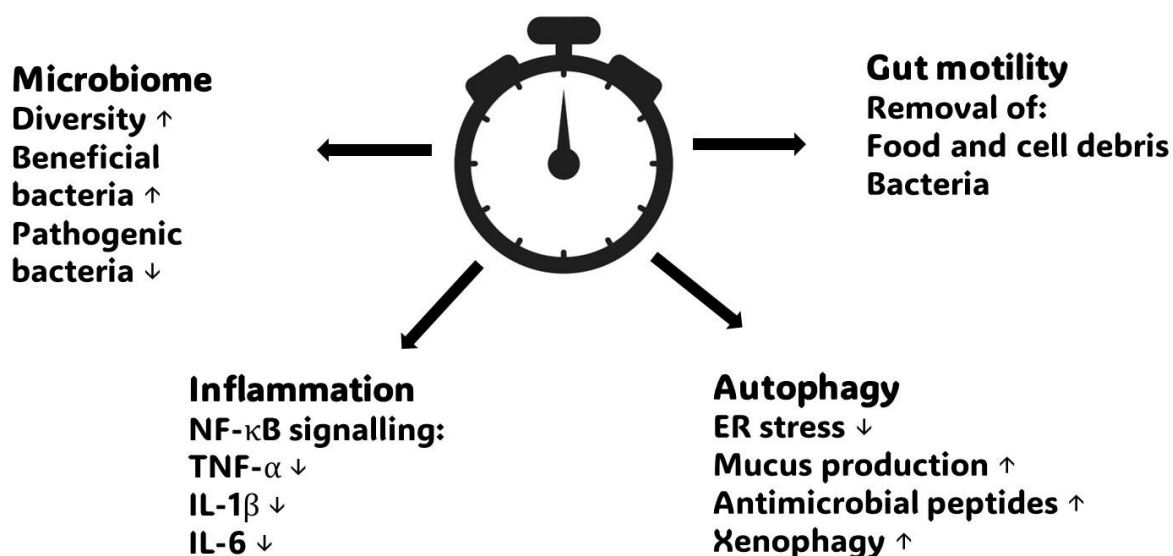 Microbiome
Diversity ↑
Beneficial
bacteria ↑
Pathogenic
bacteria ↓
Gut motility
Removal of:
Food and cell debris
Bacteria
Inflammation
NF-κB signalling:
TNF-α ↓
IL-1β ↓
IL-6 ↓
Autophagy
ER stress ↓
Mucus production ↑
Antimicrobial peptides ↑
Xenophagy ↑